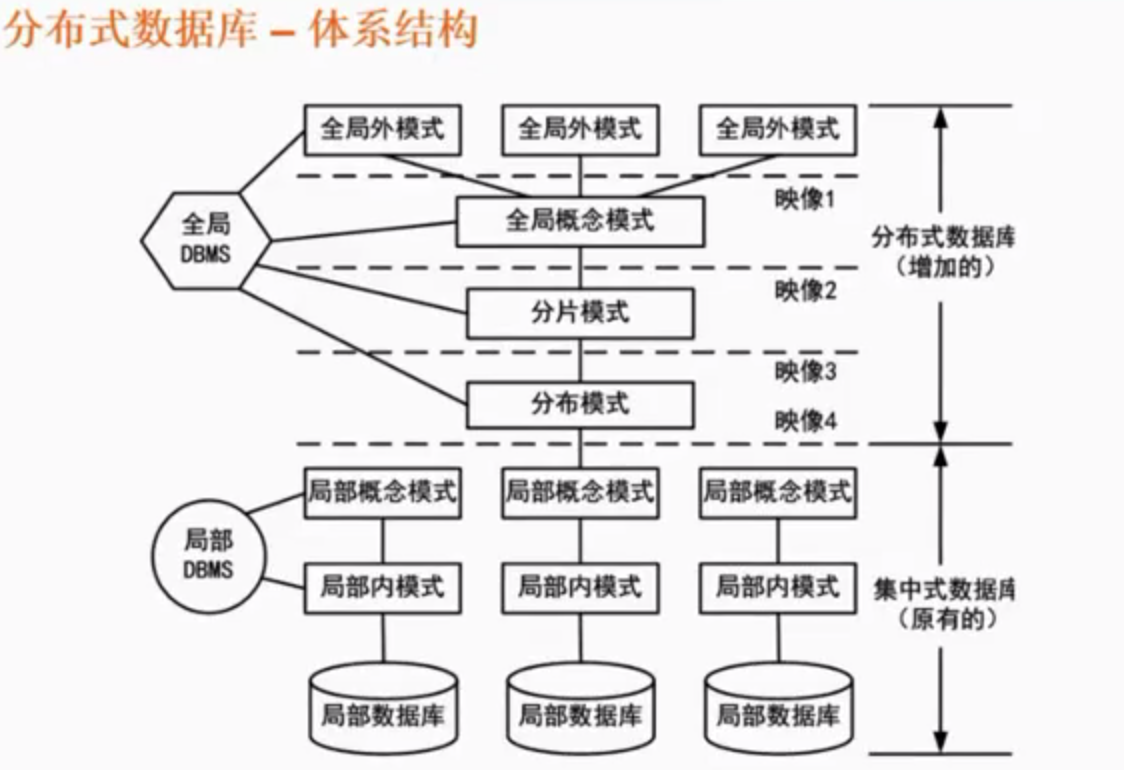 分布式数据库 – 体系结构
全局外模式
全局外模式
全局外模式
映像1
全局
DBMS
全局概念模式
分布式数据库
（增加的）
映像2
分片模式
映像3
分布模式
映像4
局部概念模式
局部概念模式
局部概念模式
局部
DBMS
局部内模式
局部内模式
局部内模式
集中式数据库
（原有的）
局部数据库
局部数据库
局部数据库